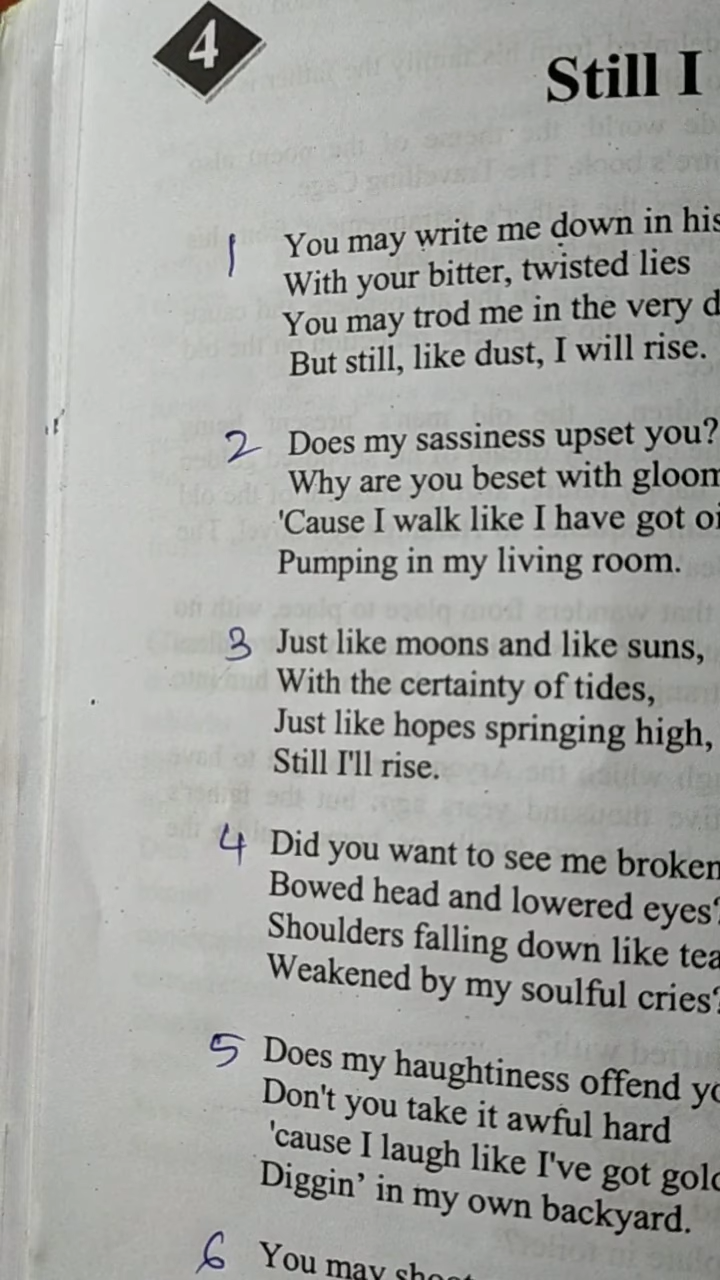 4
Still I
1
You may write me down in his
With your bitter, twisted lies
You may trod me in the very d
But still, like dust, I will rise.
2
Does my sassiness upset you?
Why are you beset with gloom
'Cause I walk like I have got oi
Pumping in my living room.
3
Just like moons and like suns,
With the certainty of tides,
Just like hopes springing high,
Still I'll rise.
4
Did you want to see me broken
Bowed head and lowered eyes?
Shoulders falling down like tea
Weakened by my soulful cries?
5
Does my haughtiness offend yo
Don't you take it awful hard
'cause I laugh like I've got gold
Diggin' in my own backyard.
6
You may shoot